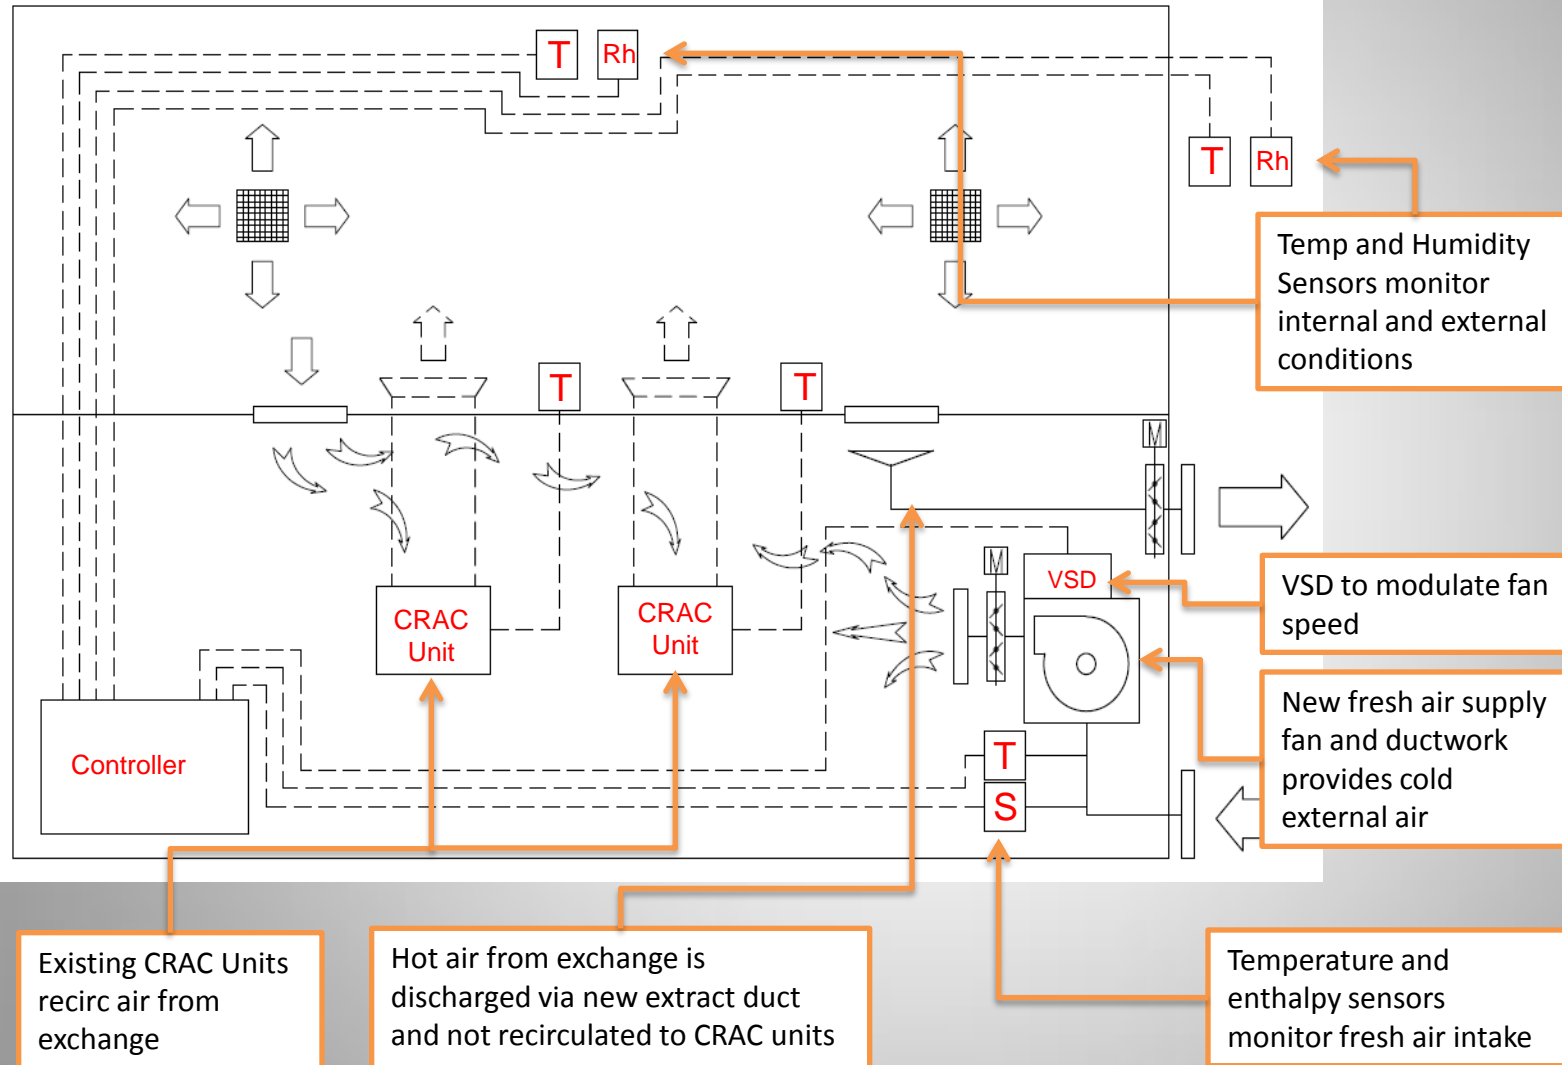 T
Rh
T
Rh
Temp and Humidity
Sensors monitor
internal and external
conditions
T
T
M
M
VSD
VSD to modulate fan
speed
CRAC
Unit
CRAC
Unit
New fresh air supply
fan and ductwork
provides cold
external air
Controller
T
S
Existing CRAC Units
recirc air from
exchange
Hot air from exchange is
discharged via new extract duct
and not recirculated to CRAC units
Temperature and
enthalpy sensors
monitor fresh air intake